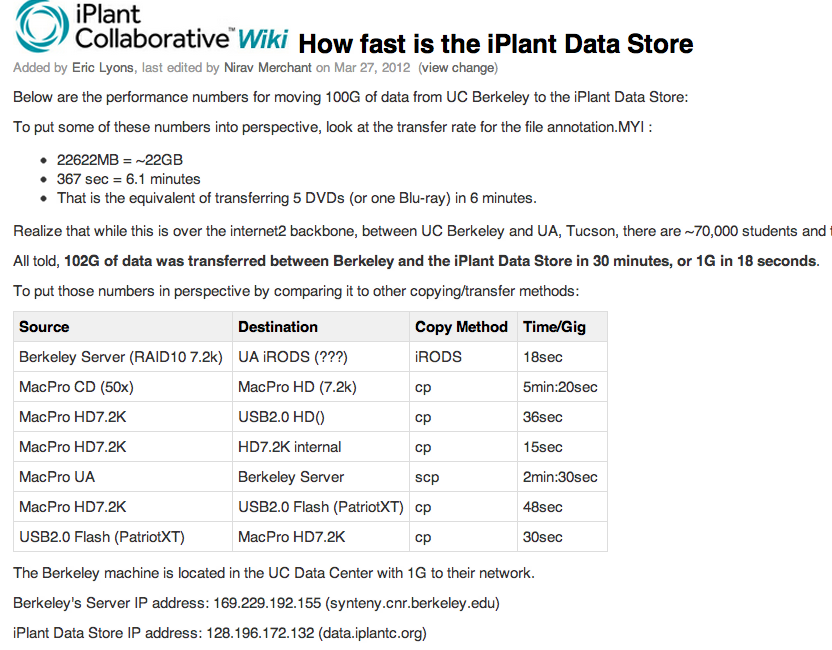 iPlant
Collaborative™ Wiki How fast is the iPlant Data Store
Added by Eric Lyons, last edited by Nirav Merchant on Mar 27, 2012 (view change)
Below are the performance numbers for moving 100G of data from UC Berkeley to the iPlant Data Store:
To put some of these numbers into perspective, look at the transfer rate for the file annotation.MYI :
• 22622MB = ~22GB
• 367 sec = 6.1 minutes
• That is the equivalent of transferring 5 DVDs (or one Blu-ray) in 6 minutes.
Realize that while this is over the internet2 backbone, between UC Berkeley and UA, Tucson, there are ~70,000 students and
All told, 102G of data was transferred between Berkeley and the iPlant Data Store in 30 minutes, or 1G in 18 seconds.
To put those numbers in perspective by comparing it to other copying/transfer methods:
Source Destination Copy Method Time/Gig
Berkeley Server (RAID10 7.2k) UA iRODS (???) iRODS 18sec
MacPro CD (50x) MacPro HD (7.2k) cp 5min:20sec
MacPro HD7.2K USB2.0 HD() cp 36sec
MacPro HD7.2K HD7.2K internal cp 15sec
MacPro UA Berkeley Server scp 2min:30sec
MacPro HD7.2K USB2.0 Flash (PatriotXT) cp 48sec
USB2.0 Flash (PatriotXT) MacPro HD7.2K cp 30sec
The Berkeley machine is located in the UC Data Center with 1G to their network.
Berkeley's Server IP address: 169.229.192.155 (synteny.cnr.berkeley.edu)
iPlant Data Store IP address: 128.196.172.132 (data.iplantc.org)